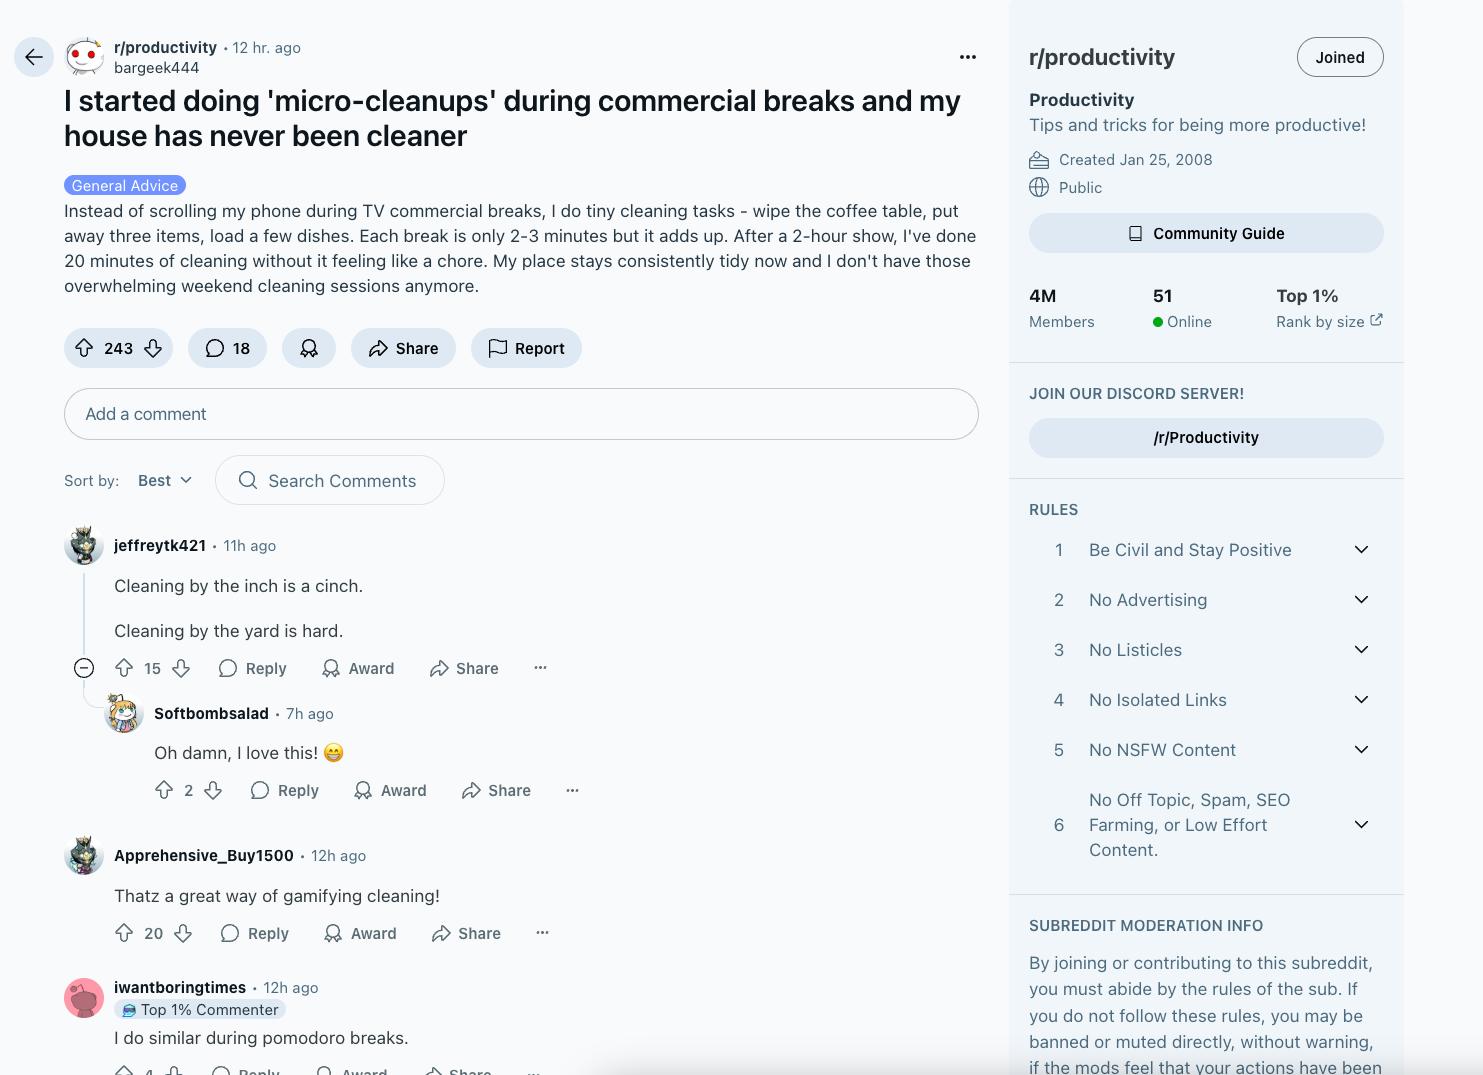 r/productivity • 12 hr. ago
bargeek444
I started doing 'micro-cleanups' during commercial breaks and my
house has never been cleaner
General Advice
Instead of scrolling my phone during TV commercial breaks, I do tiny cleaning tasks - wipe the coffee table, put
away three items, load a few dishes. Each break is only 2-3 minutes but it adds up. After a 2-hour show, I've done
20 minutes of cleaning without it feeling like a chore. My place stays consistently tidy now and I don't have those
overwhelming weekend cleaning sessions anymore.
243 18 Share Report
Add a comment
Sort by: Best Search Comments
jeffreytk421 • 11h ago
Cleaning by the inch is a cinch.
Cleaning by the yard is hard.
15 Reply Award Share
Softbombsalad • 7h ago
Oh damn, I love this! 😁
2 Reply Award Share
Apprehensive_Buy1500 • 12h ago
Thatz a great way of gamifying cleaning!
20 Reply Award Share
iwantboringtimes • 12h ago
Top 1% Commenter
I do similar during pomodoro breaks.
4 Reply Award Share
r/productivity Joined
Productivity
Tips and tricks for being more productive!
Created Jan 25, 2008
Public
Community Guide
4M 51 Top 1%
Members Online Rank by size
JOIN OUR DISCORD SERVER!
/r/Productivity
RULES
1 Be Civil and Stay Positive
2 No Advertising
3 No Listicles
4 No Isolated Links
5 No NSFW Content
6 No Off Topic, Spam, SEO
Farming, or Low Effort
Content.
SUBREDDIT MODERATION INFO
By joining or contributing to this subreddit,
you must abide by the rules of the sub. If
you do not follow these rules, you may be
banned or muted directly, without warning,
if the mods feel that your actions have been